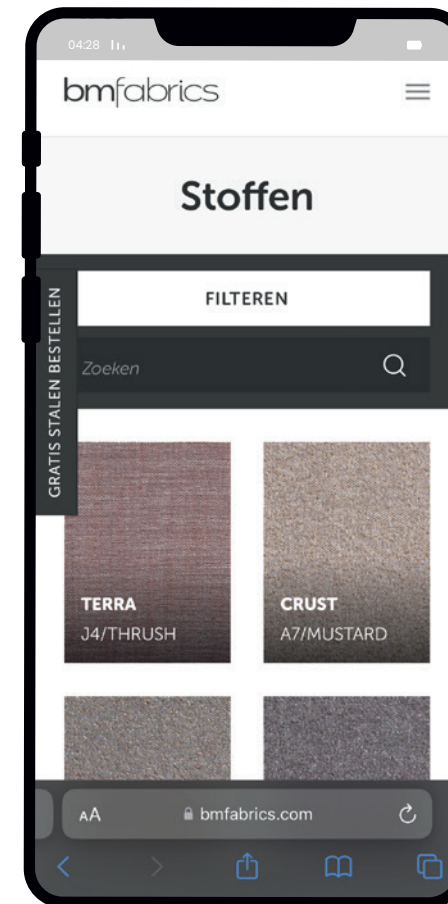 04:28
bmfabrics
Stoffen
FILTEREN
GRATIS STALEN BESTELLEN
Zoeken
TERRA
J4/THRUSH
CRUST
A7/MUSTARD
AA
bmfabrics.com